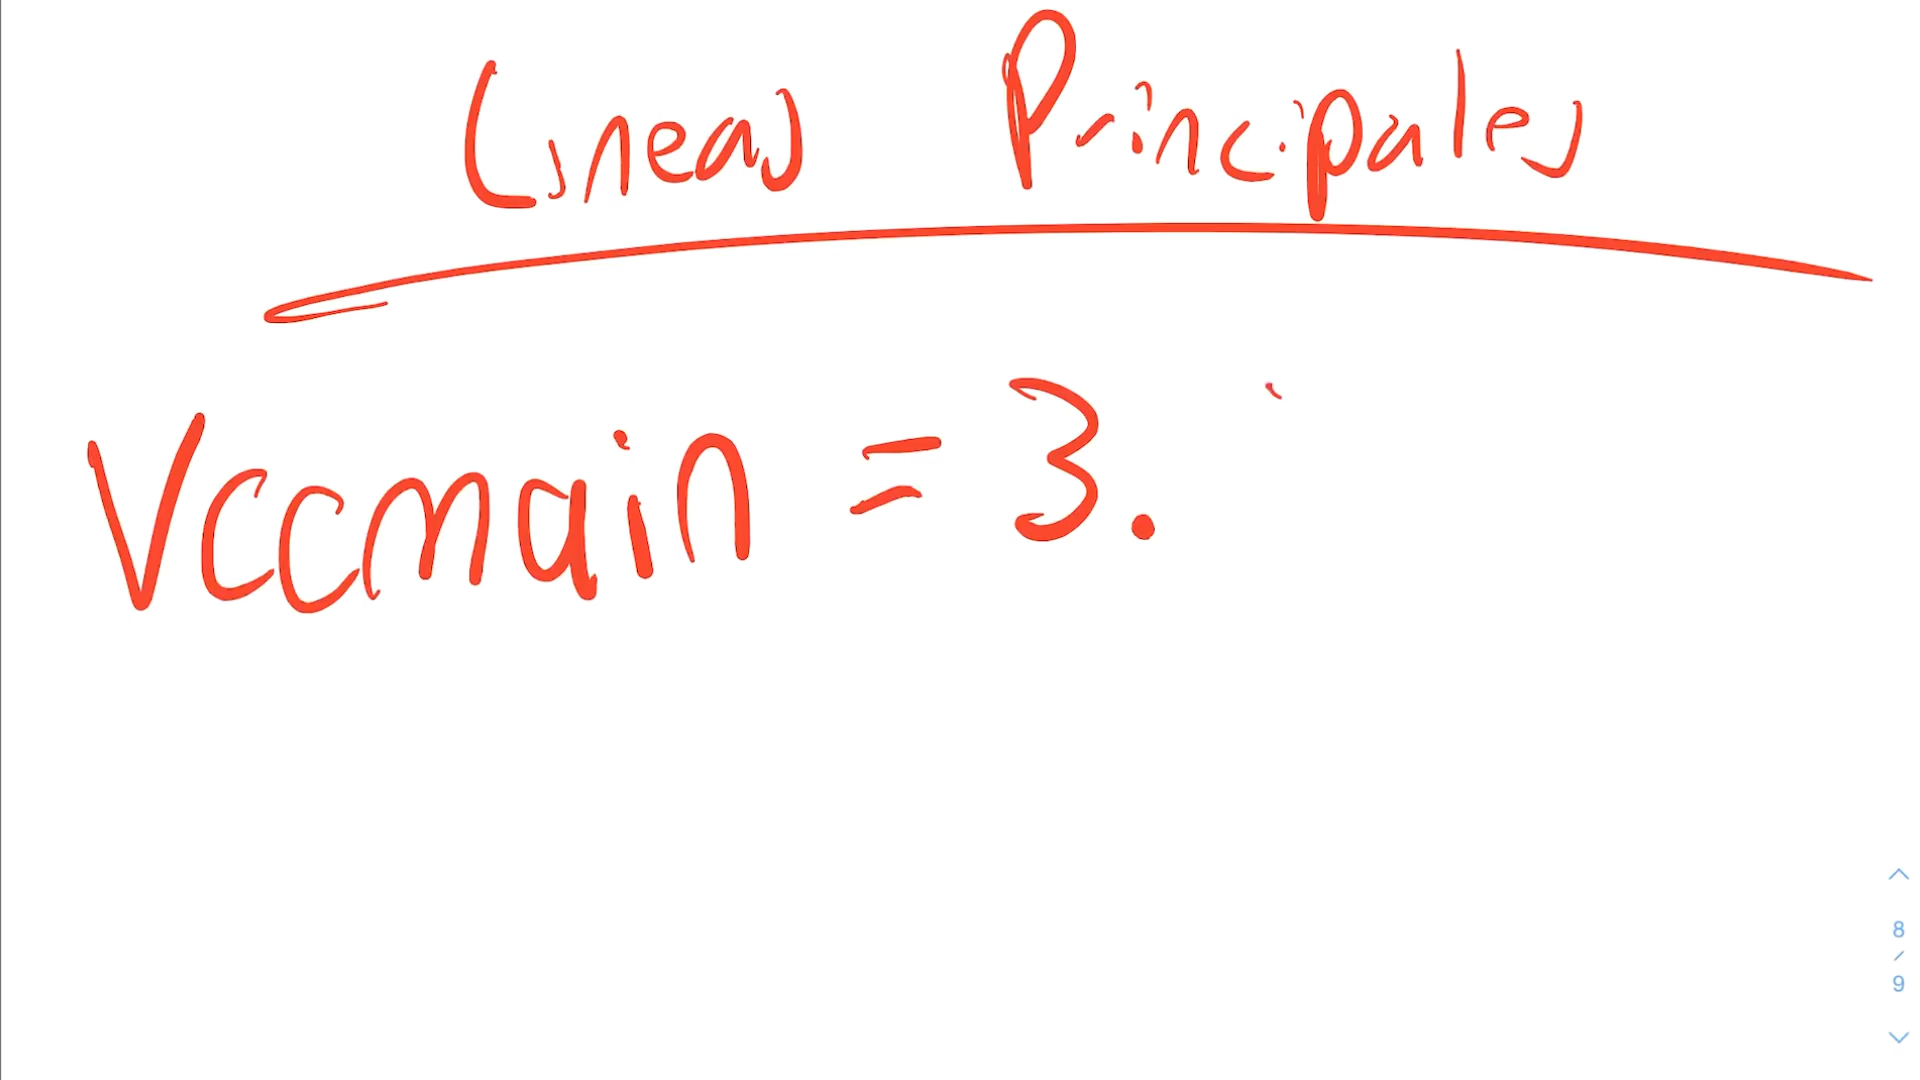 Lineas Principales
Vccmain = 3.
8
/
9